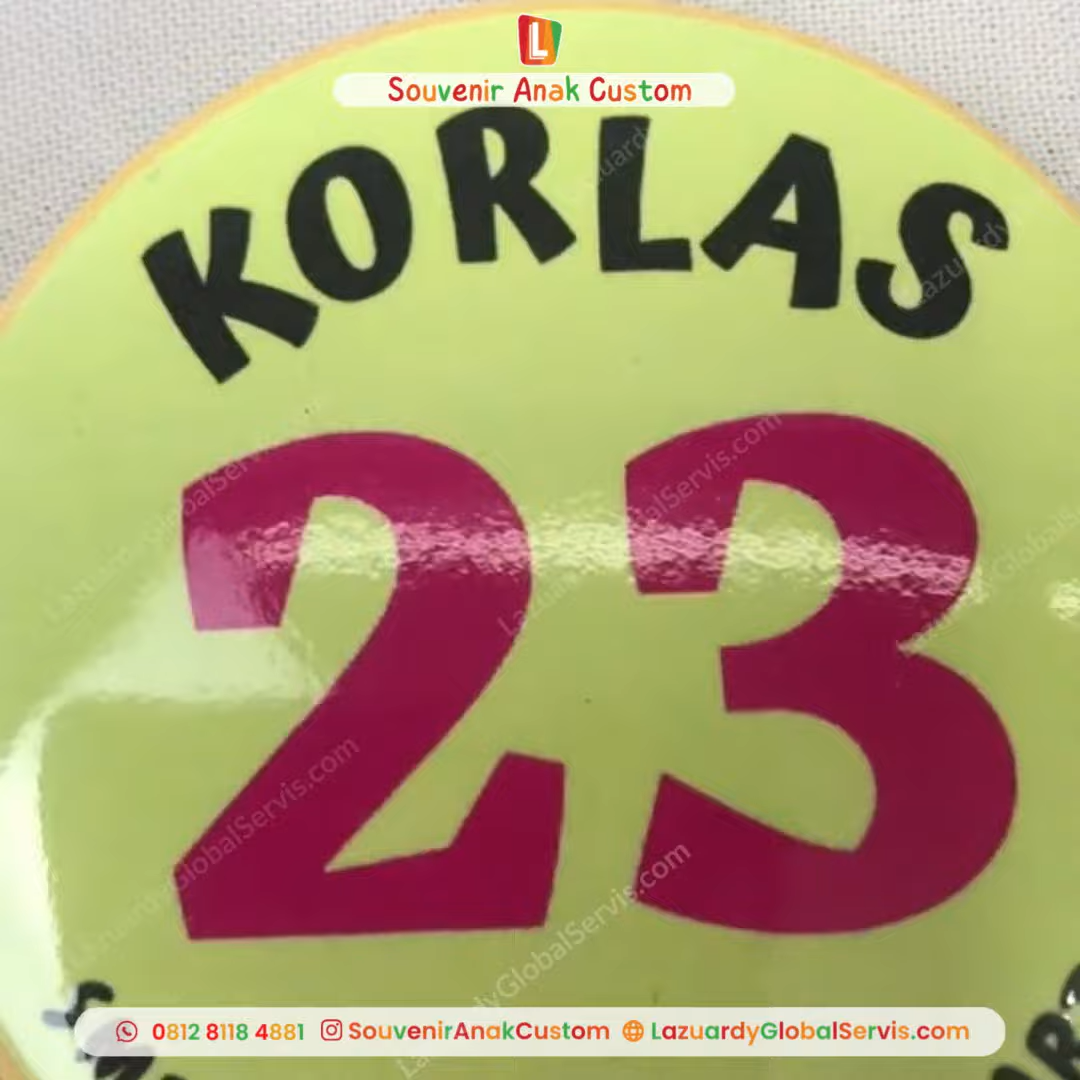 L
Souvenir Anak Custom
KORLAS
23
0812 8118 4881 SouvenirAnakCustom LazuardyGlobalServis.com